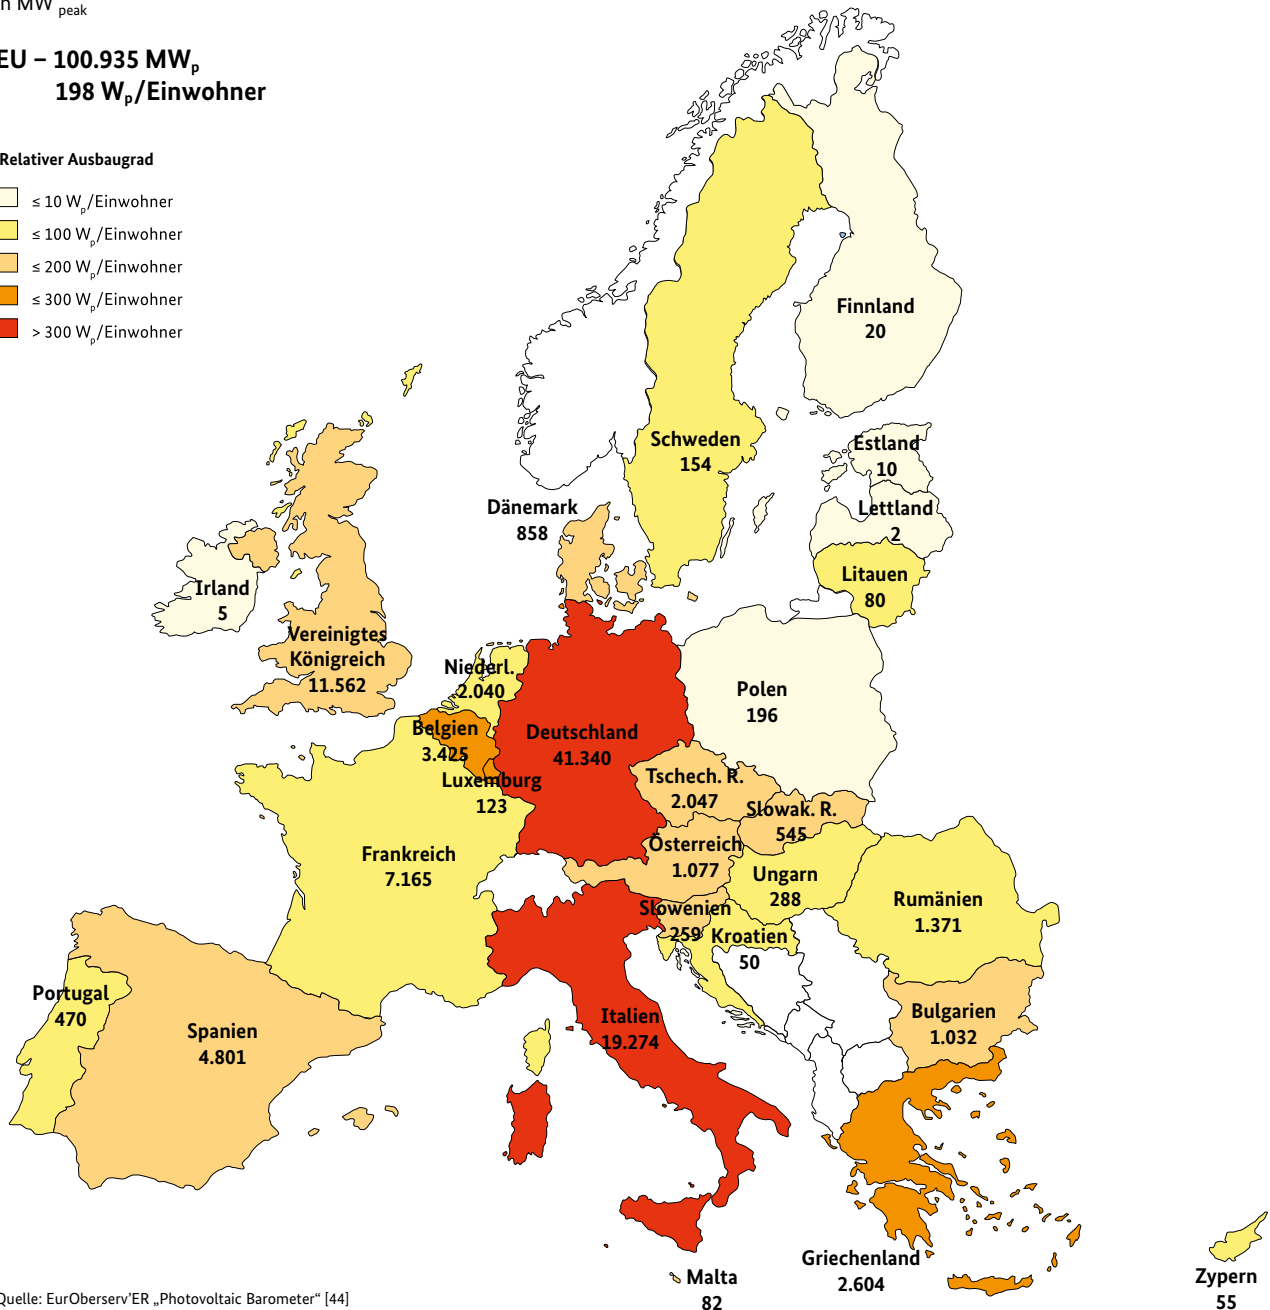 n MW peak
EU – 100.935 MWp
198 Wp/Einwohner
Relativer Ausbaugrad
≤ 10 Wp/Einwohner
≤ 100 Wp/Einwohner
≤ 200 Wp/Einwohner
≤ 300 Wp/Einwohner
> 300 Wp/Einwohner
Finnland
20
Schweden
154
Estland
10
Lettland
2
Litauen
80
Dänemark
858
Irland
5
Vereinigtes
Königreich
11.562
Niederl.
2.040
Belgien
3.425
Luxemburg
123
Deutschland
41.340
Polen
196
Tschech. R.
2.047
Slowak. R.
545
Österreich
1.077
Frankreich
7.165
Ungarn
288
Rumänien
1.371
Slowenien
259
Kroatien
50
Portugal
470
Spanien
4.801
Italien
19.274
Bulgarien
1.032
Griechenland
2.604
Malta
82
Zypern
55
Quelle: EurOberserv’ER „Photovoltaic Barometer“ [44]